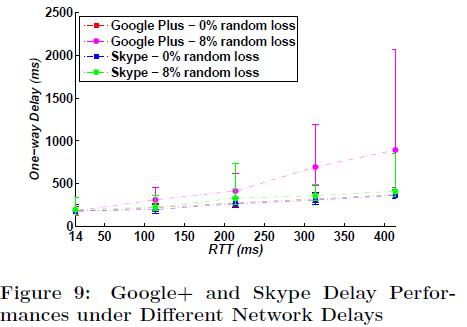 2500
2000
1500
1000
500
0
One-way Delay (ms)
Google Plus – 0% random loss
Google Plus – 8% random loss
Skype – 0% random loss
Skype – 8% random loss
14 50 100 150 200 250 300 350 400
RTT (ms)
Figure 9: Google+ and Skype Delay Perfor-
mances under Different Network Delays